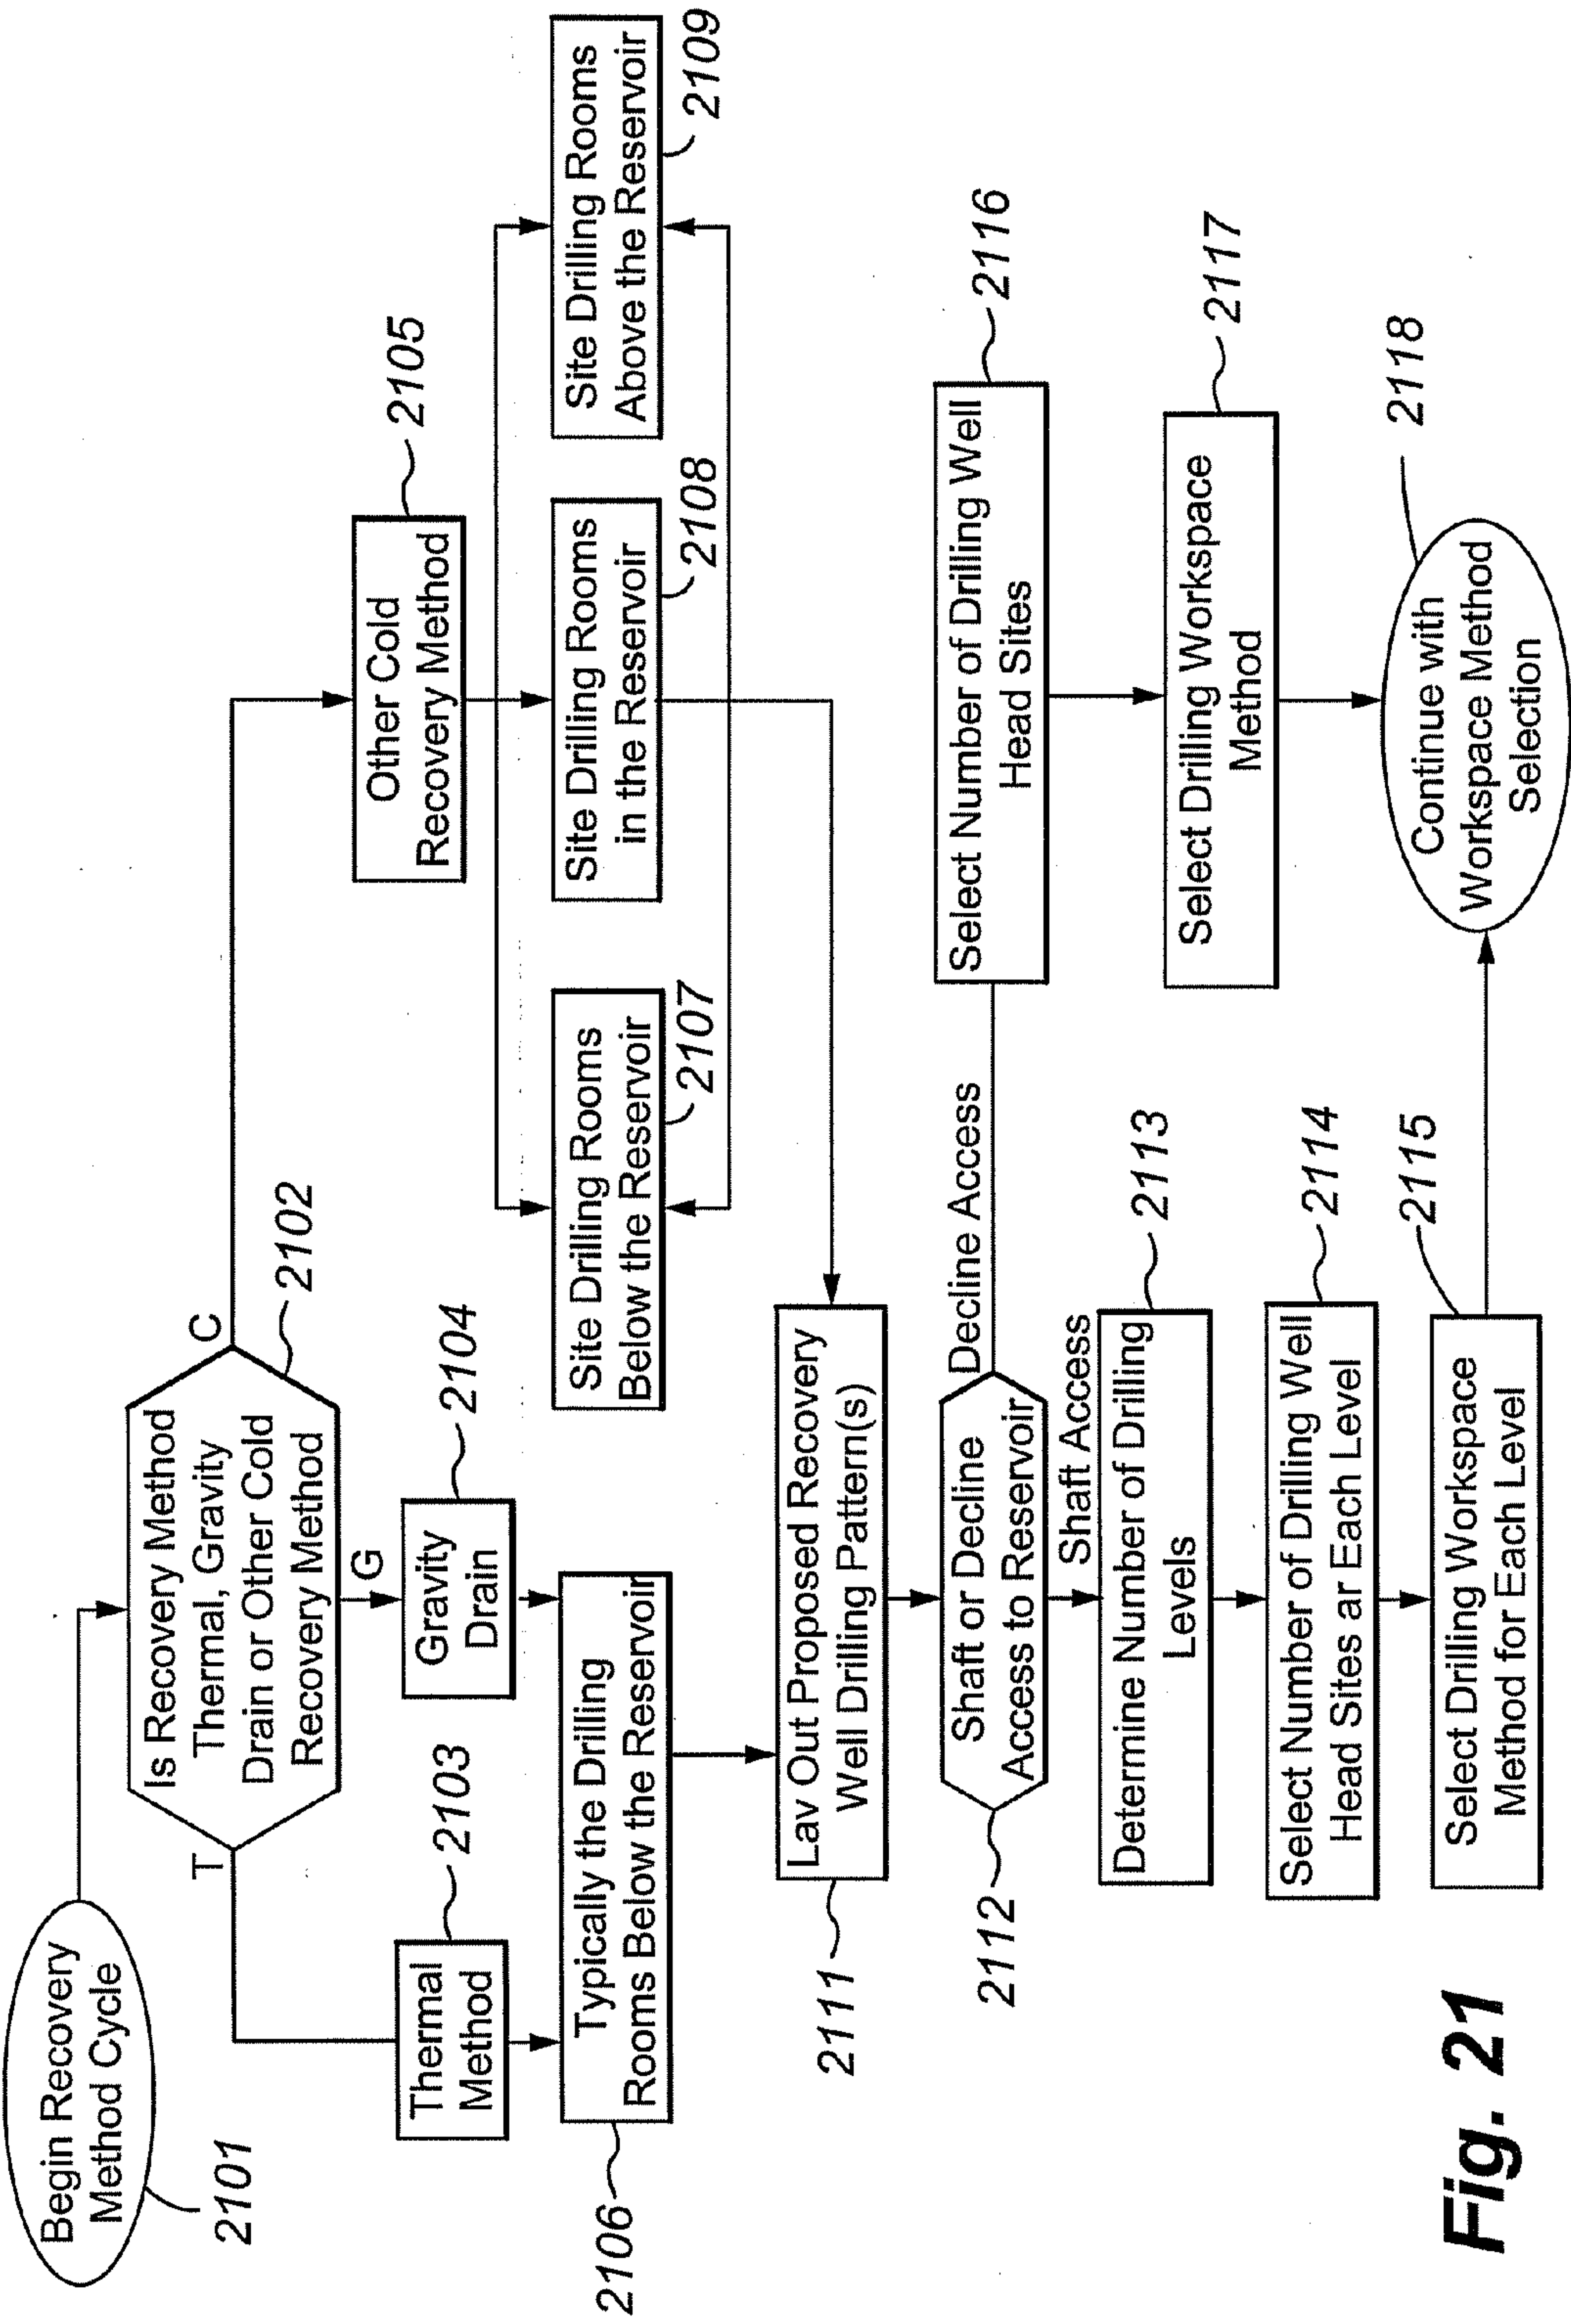 Begin Recovery
Method Cycle
2101
Is Recovery Method
Thermal, Gravity
Drain or Other Cold
Recovery Method
2102
T
G
C
Thermal
Method
2103
Gravity
Drain
2104
Other Cold
Recovery Method
2105
Typically the Drilling
Rooms Below the Reservoir
2106
Site Drilling Rooms
Below the Reservoir
2107
Site Drilling Rooms
in the Reservoir
2108
Site Drilling Rooms
Above the Reservoir
2109
Lav Out Proposed Recovery
Well Drilling Pattern(s)
2111
Shaft or Decline
Access to Reservoir
2112
Decline Access
Shaft Access
Determine Number of Drilling
Levels
2113
Select Number of Drilling Well
Head Sites ar Each Level
2114
Select Drilling Workspace
Method for Each Level
2115
Select Number of Drilling Well
Head Sites
2116
Select Drilling Workspace
Method
2117
Continue with
Workspace Method
Selection
2118
Fig. 21